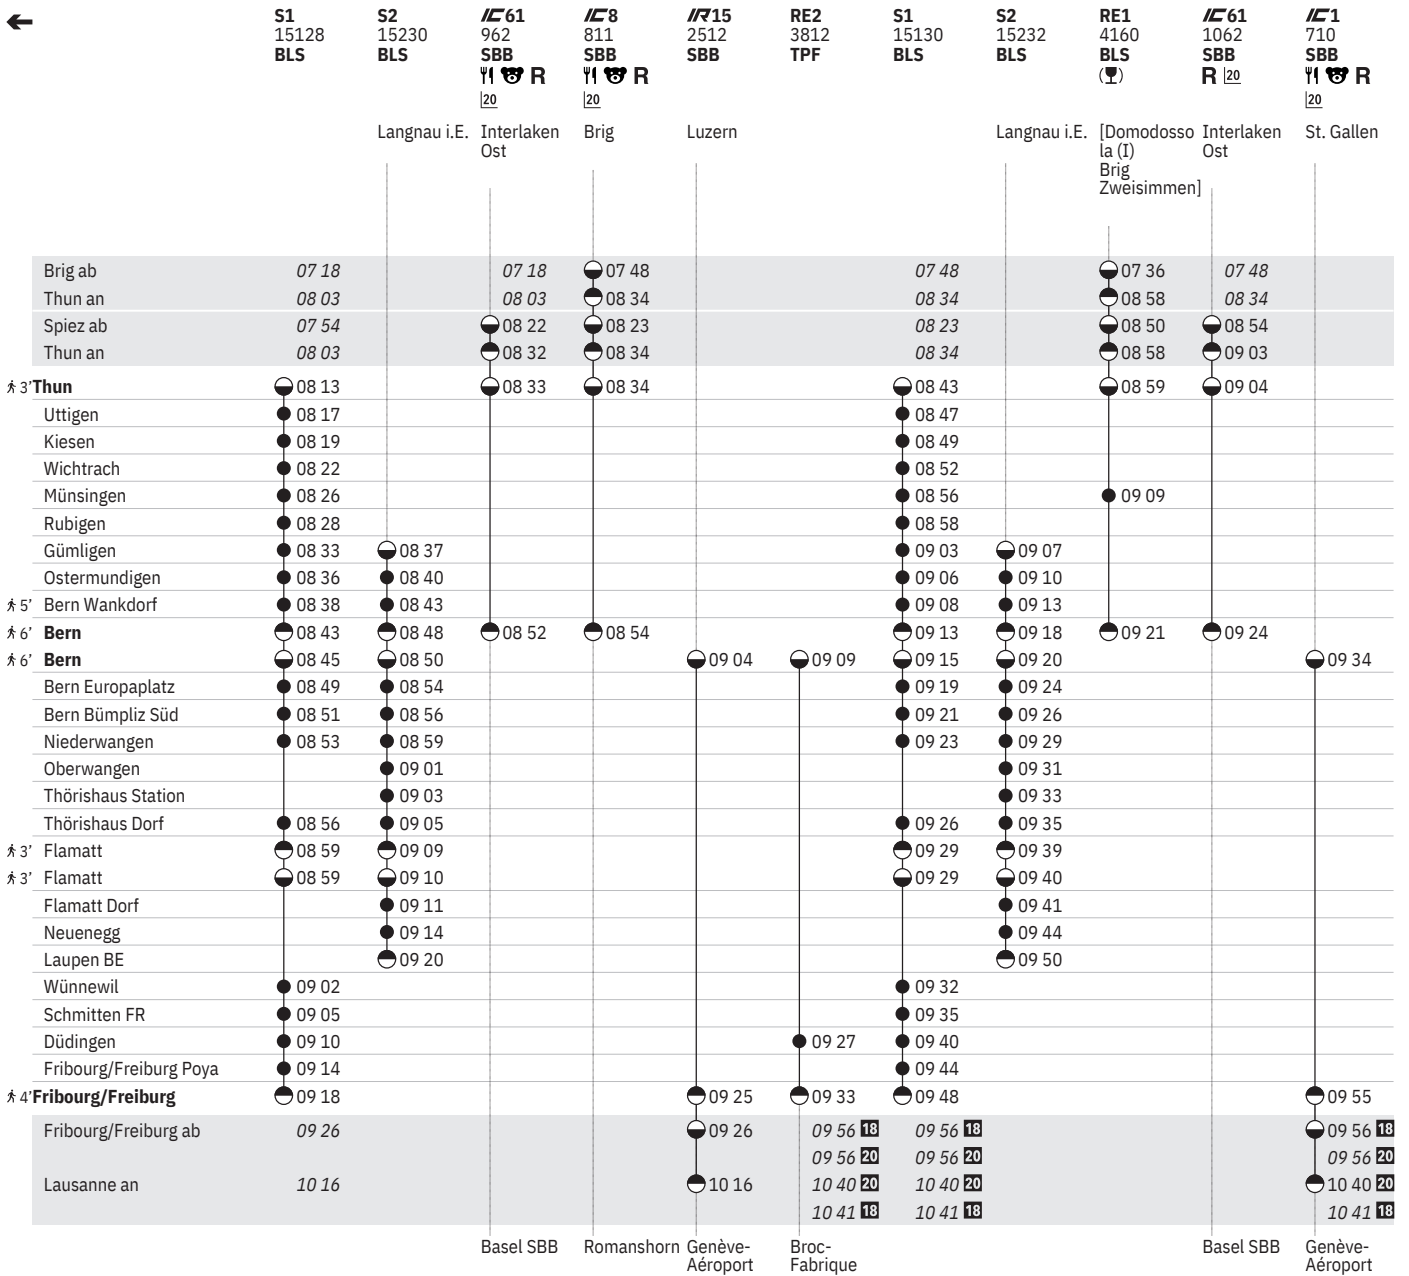 S1 S2 IC61 IC8 IR15 RE2 S1 S2 RE1 IC61 IC1
15128 15230 962 811 2512 3812 15130 15232 4160 1062 710
BLS BLS SBB SBB SBB TPF BLS BLS BLS SBB SBB
R R R R
20 20 20 20
Langnau i.E. Interlaken Brig Luzern Langnau i.E. [Domodosso Interlaken St. Gallen
Ost la (I) Ost
Brig
Zweisimmen]
Brig ab 07 18 07 18 07 48 07 48 07 36 07 48
Thun an 08 03 08 03 08 34 08 34 08 58 08 34
Spiez ab 07 54 08 22 08 23 08 23 08 50 08 54
Thun an 08 03 08 32 08 34 08 34 08 58 09 03
3' Thun 08 13 08 33 08 34 08 43 08 59 09 04
Uttigen 08 17 08 47
Kiesen 08 19 08 49
Wichtrach 08 22 08 52
Münsingen 08 26 08 56 09 09
Rubigen 08 28 08 58
Gümligen 08 33 08 37 09 03 09 07
Ostermundigen 08 36 08 40 09 06 09 10
5' Bern Wankdorf 08 38 08 43 09 08 09 13
6' Bern 08 43 08 48 08 52 08 54 09 13 09 18 09 21 09 24
6' Bern 08 45 08 50 09 04 09 09 09 15 09 20 09 34
Bern Europaplatz 08 49 08 54 09 19 09 24
Bern Bümpliz Süd 08 51 08 56 09 21 09 26
Niederwangen 08 53 08 59 09 23 09 29
Oberwangen 09 01 09 31
Thörishaus Station 09 03 09 33
Thörishaus Dorf 08 56 09 05 09 26 09 35
3' Flamatt 08 59 09 09 09 29 09 39
3' Flamatt 08 59 09 10 09 29 09 40
Flamatt Dorf 09 11 09 41
Neuenegg 09 14 09 44
Laupen BE 09 20 09 50
Wünnewil 09 02 09 32
Schmitten FR 09 05 09 35
Düdingen 09 10 09 27 09 40
Fribourg/Freiburg Poya 09 14 09 44
4' Fribourg/Freiburg 09 18 09 25 09 33 09 48 09 55
Fribourg/Freiburg ab 09 26 09 26 09 56 18 09 56 18 09 56 18
09 56 20 09 56 20 09 56 20
Lausanne an 10 16 10 16 10 40 20 10 40 20 10 40 20
10 41 18 10 41 18 10 41 18
Basel SBB Romanshorn Genève- Broc- Basel SBB Genève-
Aéroport Fabrique Aéroport